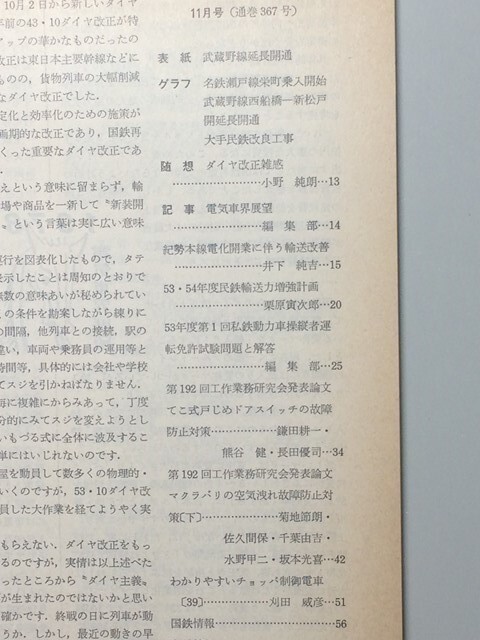 11月号（通巻367号）
表紙 武蔵野線延長開通
グラフ 名鉄瀬戸線栄町乗入開始
武蔵野線西船橋―新松戸
開延長開通
大手民鉄改良工事
随想 ダイヤ改正雑感
小野 純朗…13
記事 電気車界展望
編集部…14
紀勢本線電化開業に伴う輸送改善
井下 純吉…15
53・54年度民鉄輸送力増強計画
栗原寅次郎…20
53年度第1回私鉄動力車操縦者運
転免許試験問題と解答
編集部…25
第192回工作業務研究会発表論文
てこ式戸じめドアスイッチの故障
防止対策……………鎌田耕一・
熊谷 健・長田優司…34
第192回工作業務研究会発表論文
マクラバリの空気洩れ故障防止対
策〔下〕……………菊地節朗・
佐久間保・千葉由吉・
水野甲二・坂本光喜…42
わかりやすいチョッパ制御電車
〔39〕……………刈田 威彦…51
国鉄情報……………56
10月2日から新しいダイヤ
年前の43・10ダイヤ改正が特
アップの華かなものだったの
改正は東日本主要幹線などに
ものの，貨物列車の大幅削減
なダイヤ改正でした．
定化と効率化のための施策が
画期的な改正であり，国鉄再
くった重要なダイヤ改正であ
えという意味に留まらず，輸
場や商品を一新して〝新装開
〟という言葉は実に広い意味
運行を図表化したもので，タテ
表示したことは周知のとおりで
無数の意味あいが秘められてい
の条件を勘案しながら練りに
の間隔，他列車との接続，駅の
違い，車両や乗務員の運用等と
時間等，具体的には会社や学校
てスジを引かねばなりません．
毎に複雑にからみあって，丁度
分的にみてスジを変えようとし
いもづる式に全体に波及するこ
単にはいじれないのです．
屋を動員して数多くの物理的・
いくのですが，53・10ダイヤ改
員した大作業を経てようやく実
もらえない．ダイヤ改正をもっ
るのですが，実情は以上述べた
ったところから〝ダイヤ主義〟
が生まれたのではないかと思い
確かです．終戦の日に列車が動
うか．しかし，最近の動きの早